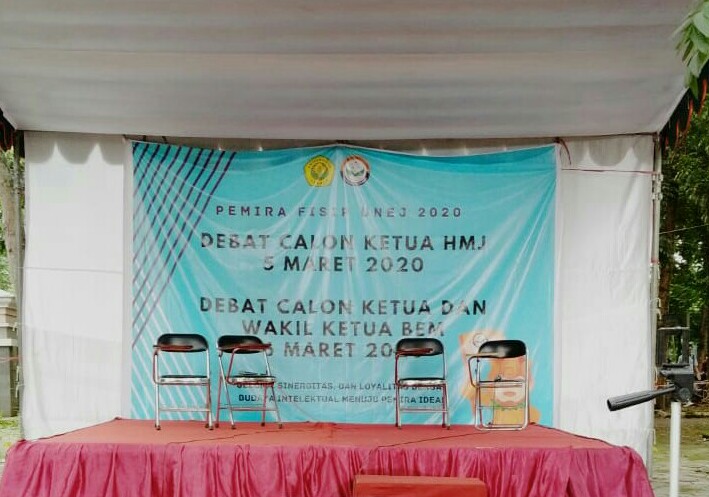 PEMIRA FISIP UNEJ 2020
DEBAT CALON KETUA HMJ
5 MARET 2020
DEBAT CALON KETUA DAN
WAKIL KETUA BEM
MARET
SINERGITAS, DAN LOYALITAS
BUDAYA INTELEKTUAL MENUJU PEMIRA IDEAL